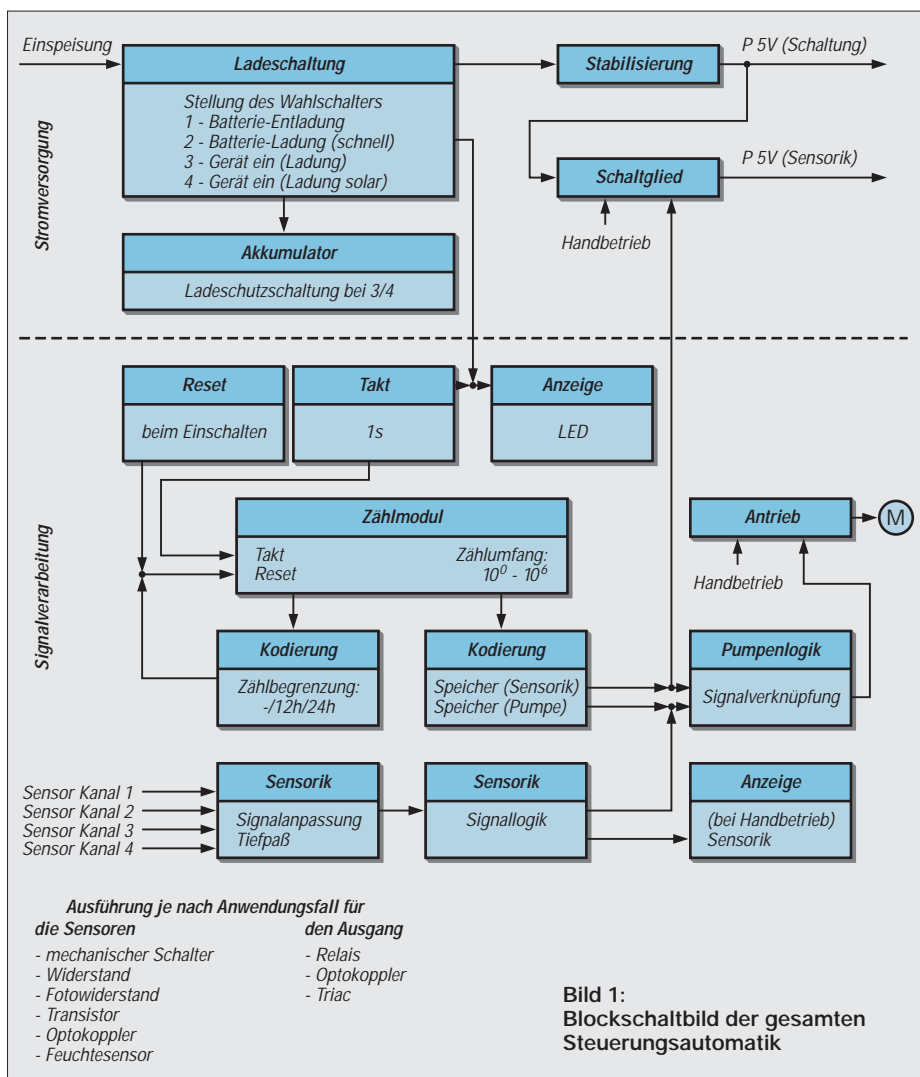 Einspeisung
Ladeschaltung
Stellung des Wahlschalters
1 - Batterie-Entladung
2 - Batterie-Ladung (schnell)
3 - Gerät ein (Ladung)
4 - Gerät ein (Ladung solar)
Stabilisierung
P 5V (Schaltung)
Schaltglied
P 5V (Sensorik)
Handbetrieb
Stromversorgung
Akkumulator
Ladeschutzschaltung bei 3/4
Reset
beim Einschalten
Takt
1s
Anzeige
LED
Signalverarbeitung
Zählmodul
Takt
Reset
Zählumfang:
10⁰ - 10⁶
Antrieb
M
Handbetrieb
Kodierung
Zählbegrenzung:
-/12h/24h
Kodierung
Speicher (Sensorik)
Speicher (Pumpe)
Pumpenlogik
Signalverknüpfung
Sensor Kanal 1
Sensor Kanal 2
Sensor Kanal 3
Sensor Kanal 4
Sensorik
Signalanpassung
Tiefpaß
Sensorik
Signallogik
Anzeige
(bei Handbetrieb)
Sensorik
Ausführung je nach Anwendungsfall für
die Sensoren
- mechanischer Schalter
- Widerstand
- Fotowiderstand
- Transistor
- Optokoppler
- Feuchtesensor
den Ausgang
- Relais
- Optokoppler
- Triac
Bild 1:
Blockschaltbild der gesamten
Steuerungsautomatik